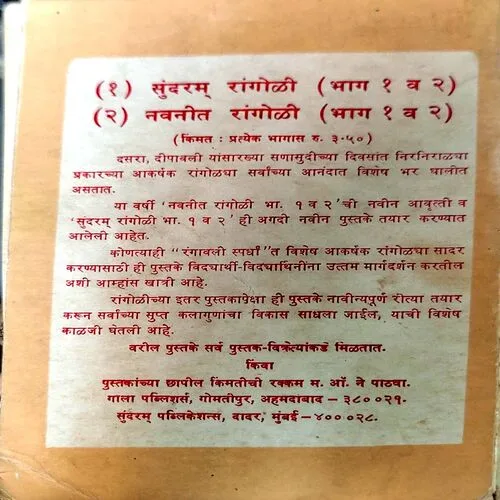 (१) सुंदरम् रांगोळी (भाग १ व २)
(२) नवनीत रांगोळी (भाग १ व २)
(किंमत : प्रत्येक भागास रु. ३·५०)
दसरा, दीपावली यांसारख्या सणामुदीच्या दिवसांत निरनिराळ्या
प्रकारच्या आकर्षक रांगोळ्या सर्वांच्या आनंदात विशेष भर घालीत
असतात.
या वर्षी 'नवनीत रांगोळी भा. १ व २'ची नवीन आवृत्ती व
'सुंदरम् रांगोळी भा. १ व २' ही अगदी नवीन पुस्तके तयार करण्यात
आलेली आहेत.
कोणत्याही "रंगावली स्पर्धां"त विशेष आकर्षक रांगोळ्या सादर
करण्यासाठी ही पुस्तके विद्यार्थी-विद्यार्थिनींना उत्तम मार्गदर्शन करतील
अशी आम्हांस खात्री आहे.
रांगोळीच्या इतर पुस्तकापेक्षा ही पुस्तके नावीन्यपूर्ण रीत्या तयार
करून सर्वांच्या सुप्त कलागुणांचा विकास साधला जाईल, याची विशेष
काळजी घेतली आहे.
वरील पुस्तके सर्व पुस्तक-विक्रेत्यांकडे मिळतात.
किंवा
पुस्तकांच्या छापील किंमतीची रक्कम म. ऑ. ने पाठवा.
गाला पब्लिशर्स, गोमतीपुर, अहमदाबाद – ३८००२१.
सुंदरम् पब्लिकेशन्स, दादर, मुंबई – ४०००२८.